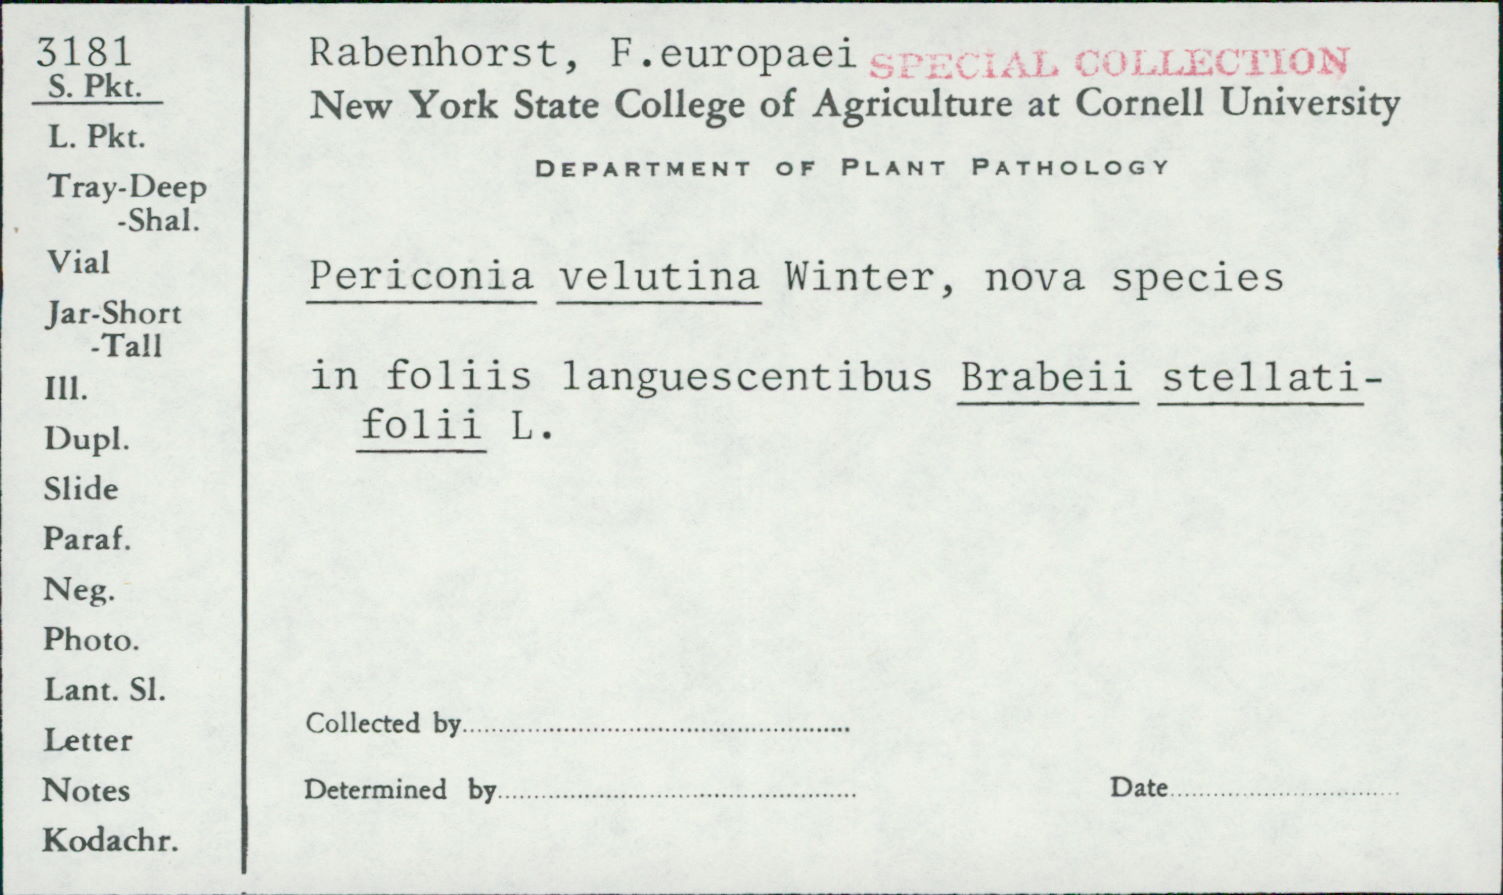 3181
S. Pkt.
L. Pkt.
Tray-Deep
-Shal.
Vial
Jar-Short
-Tall
Ill.
Dupl.
Slide
Paraf.
Neg.
Photo.
Lant. Sl.
Letter
Notes
Kodachr.
Rabenhorst, F.europaei SPECIAL COLLECTION
New York State College of Agriculture at Cornell University
DEPARTMENT OF PLANT PATHOLOGY
Periconia velutina Winter, nova species
in foliis languescentibus Brabeii stellati-
folii L.
Collected by
Determined by
Date